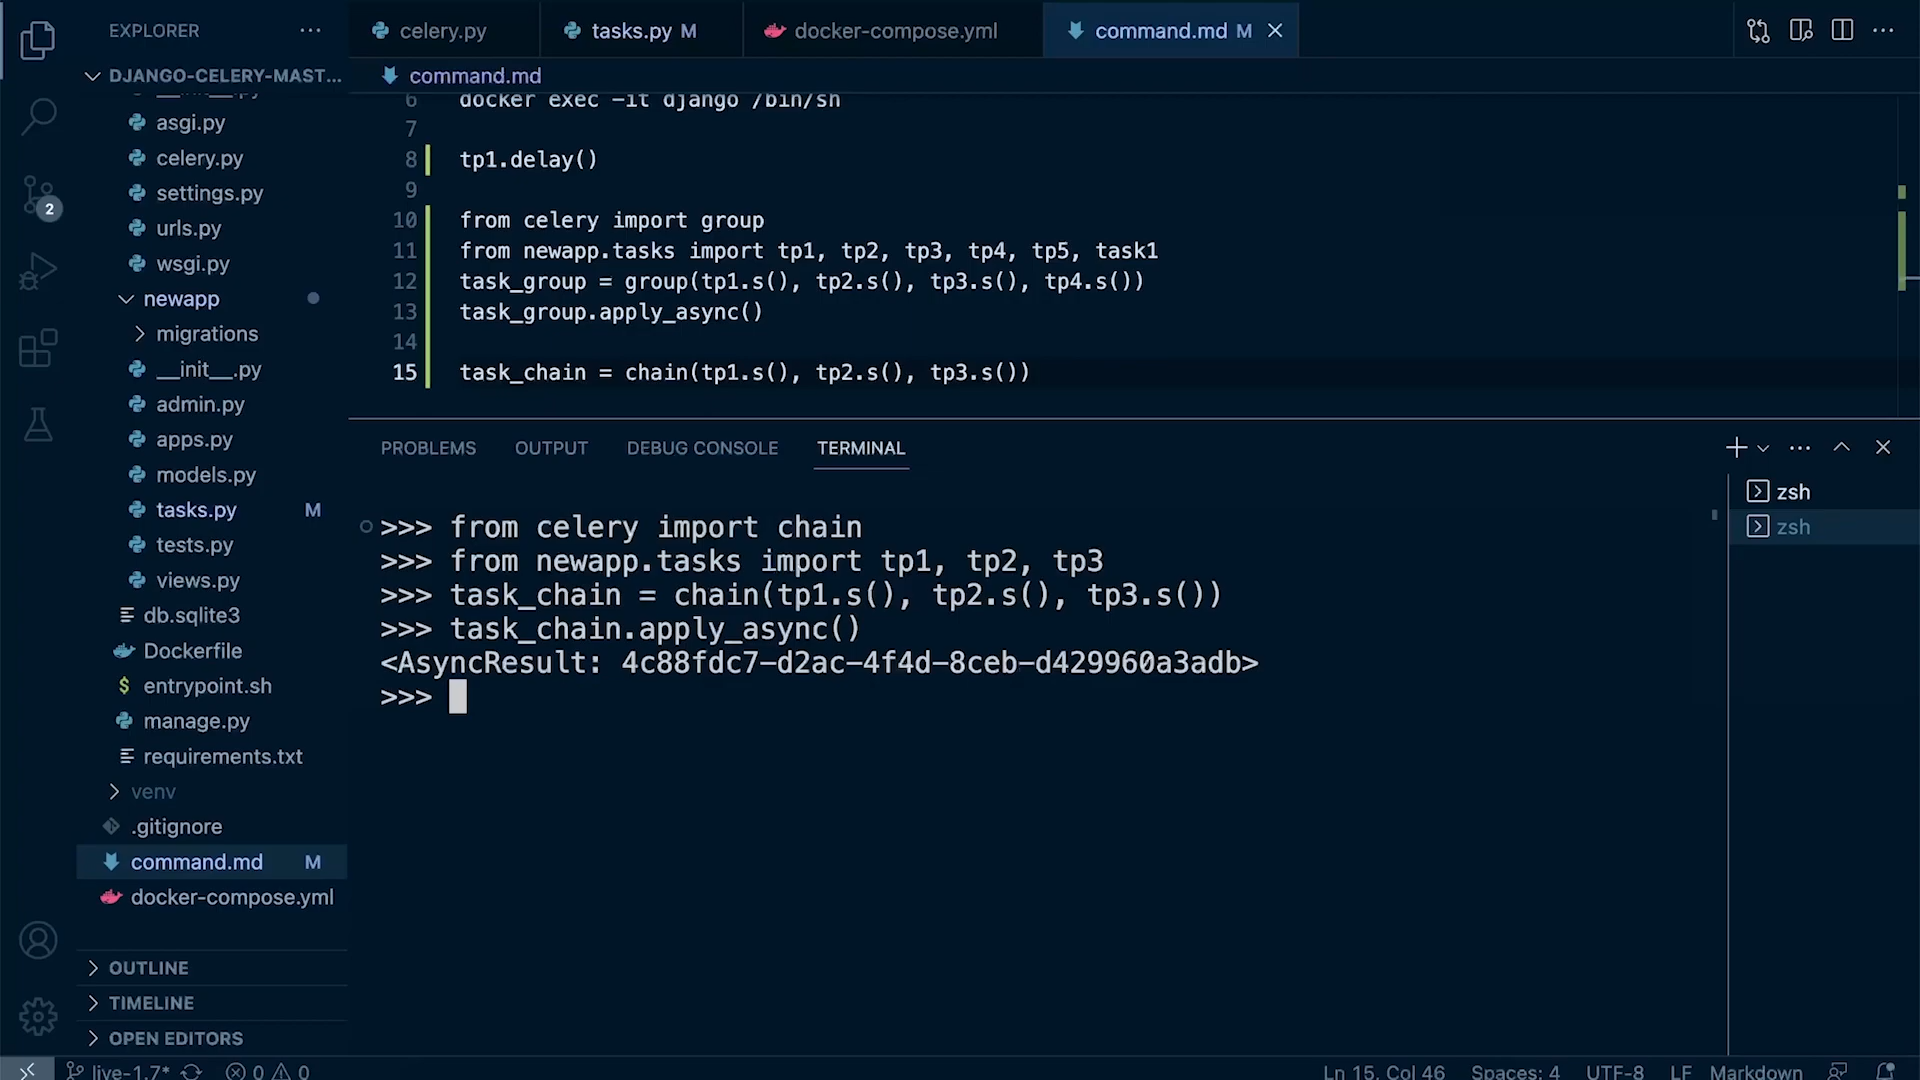 EXPLORER
DJANGO-CELERY-MAST...
asgi.py
celery.py
settings.py
urls.py
wsgi.py
newapp
migrations
__init__.py
admin.py
apps.py
models.py
tasks.py M
tests.py
views.py
db.sqlite3
Dockerfile
entrypoint.sh
manage.py
requirements.txt
venv
.gitignore
command.md M
docker-compose.yml
OUTLINE
TIMELINE
OPEN EDITORS
2
celery.py
tasks.py M
docker-compose.yml
command.md M
command.md
6 docker exec -it django /bin/sh
7
8 tp1.delay()
9
10 from celery import group
11 from newapp.tasks import tp1, tp2, tp3, tp4, tp5, task1
12 task_group = group(tp1.s(), tp2.s(), tp3.s(), tp4.s())
13 task_group.apply_async()
14
15 task_chain = chain(tp1.s(), tp2.s(), tp3.s())
PROBLEMS OUTPUT DEBUG CONSOLE TERMINAL
>>> from celery import chain
>>> from newapp.tasks import tp1, tp2, tp3
>>> task_chain = chain(tp1.s(), tp2.s(), tp3.s())
>>> task_chain.apply_async()
<AsyncResult: 4c88fdc7-d2ac-4f4d-8ceb-d429960a3adb>
>>>
zsh
zsh
live-1.7* 0 0
Ln 15, Col 46 Spaces: 4 UTF-8 LF Markdown